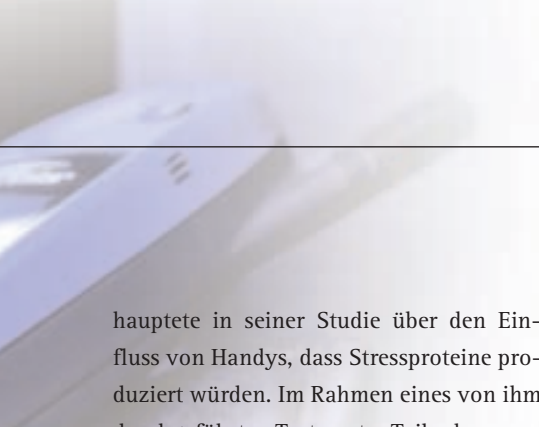 hauptete in seiner Studie über den Ein-
fluss von Handys, dass Stressproteine pro-
duziert würden. Im Rahmen eines von ihm